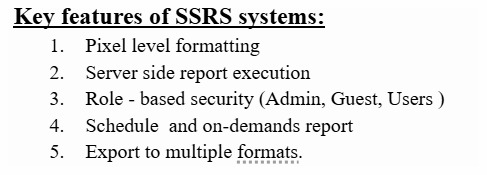 Key features of SSRS systems:
1. Pixel level formatting
2. Server side report execution
3. Role - based security (Admin, Guest, Users )
4. Schedule  and on-demands report
5. Export to multiple formats.